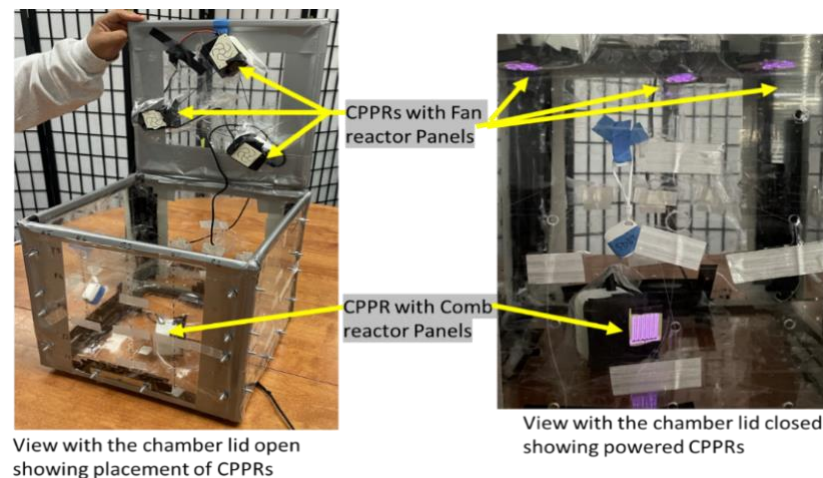 CPPRs with Fan
reactor Panels
CPPR with Comb
reactor Panels
View with the chamber lid open
showing placement of CPPRs
View with the chamber lid closed
showing powered CPPRs